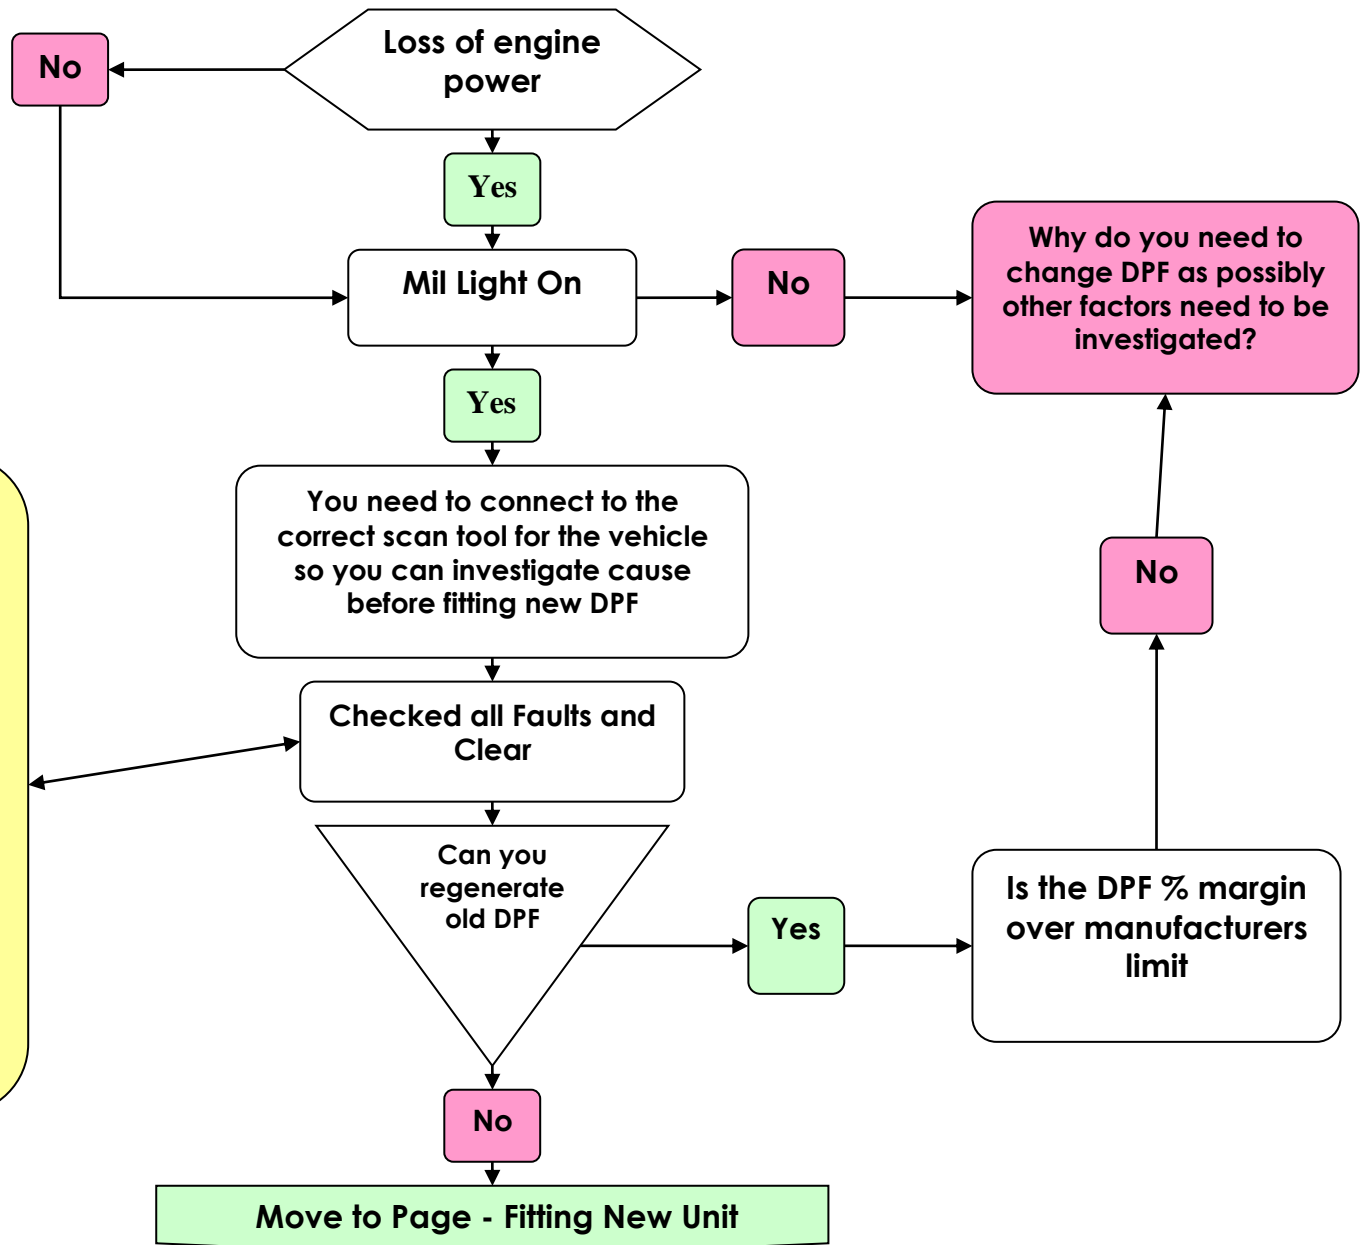 Loss of engine
power
No
Yes
Mil Light On
No
Why do you need to
change DPF as possibly
other factors need to be
investigated?
Yes
You need to connect to the
correct scan tool for the vehicle
so you can investigate cause
before fitting new DPF
No
Checked all Faults and
Clear
Can you
regenerate
old DPF
Yes
Is the DPF % margin
over manufacturers
limit
No
Move to Page - Fitting New Unit